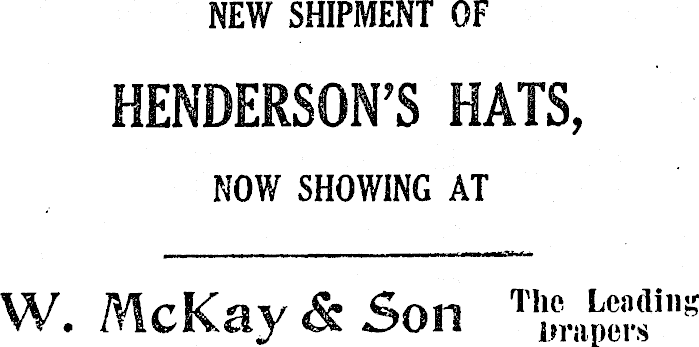 NEW SHIPMENT OF
HENDERSON'S HATS,
NOW SHOWING AT
W. McKay & Son The Leading
Drapers